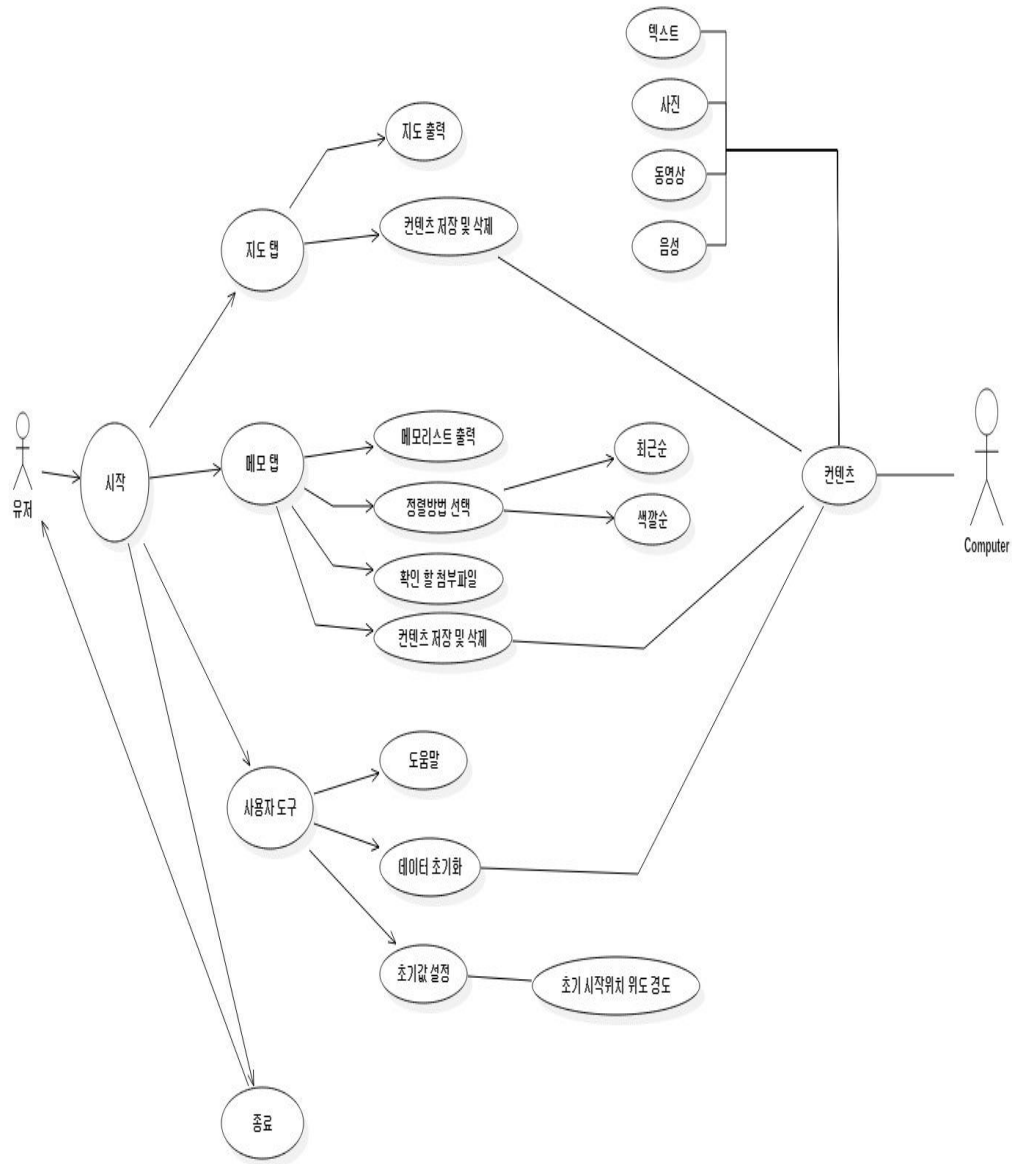 텍스트
사진
동영상
음성
지도 출력
컨텐츠 저장 및 삭제
지도 탭
유저
시작
메모 탭
메모리스트 출력
정렬방법 선택
최근순
색깔순
확인 할 첨부파일
컨텐츠 저장 및 삭제
컨텐츠
Computer
사용자 도구
도움말
데이터 초기화
초기값 설정
초기 시작위치 위도 경도
종료